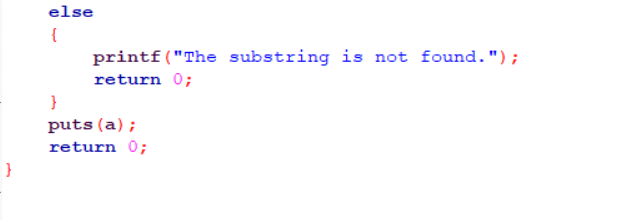 else
{
printf("The substring is not found.");
return 0;
}
puts(a);
return 0;
}